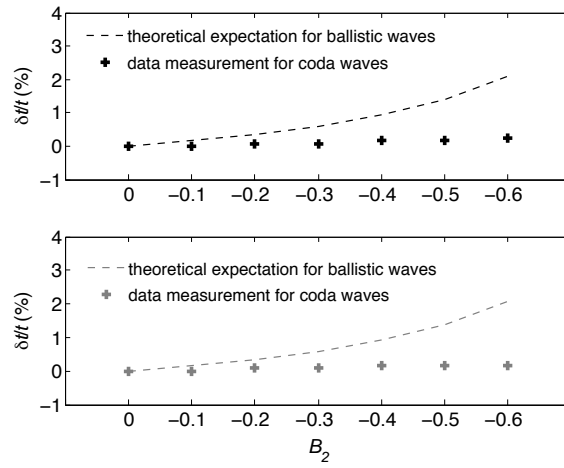 4
theoretical expectation for ballistic waves
3
data measurement for coda waves
2
δt/t (%)
1
0
−1
0 −0.1 −0.2 −0.3 −0.4 −0.5 −0.6
4
3
theoretical expectation for ballistic waves
data measurement for coda waves
2
δt/t (%)
1
0
−1
0 −0.1 −0.2 −0.3 −0.4 −0.5 −0.6
B2